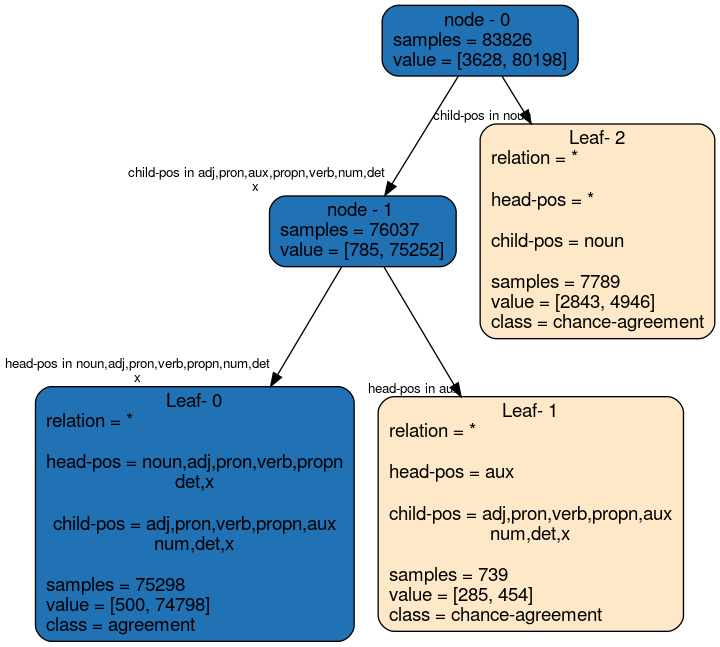 node - 0
samples = 83826
value = [3628, 80198]
child-pos in noun
child-pos in adj,pron,aux,propn,verb,num,det
x
Leaf- 2
relation = *
head-pos = *
child-pos = noun
samples = 7789
value = [2843, 4946]
class = chance-agreement
node - 1
samples = 76037
value = [785, 75252]
head-pos in noun,adj,pron,verb,propn,num,det
x
head-pos in aux
Leaf- 0
relation = *
head-pos = noun,adj,pron,verb,propn
det,x
child-pos = adj,pron,verb,propn,aux
num,det,x
samples = 75298
value = [500, 74798]
class = agreement
Leaf- 1
relation = *
head-pos = aux
child-pos = adj,pron,verb,propn,aux
num,det,x
samples = 739
value = [285, 454]
class = chance-agreement